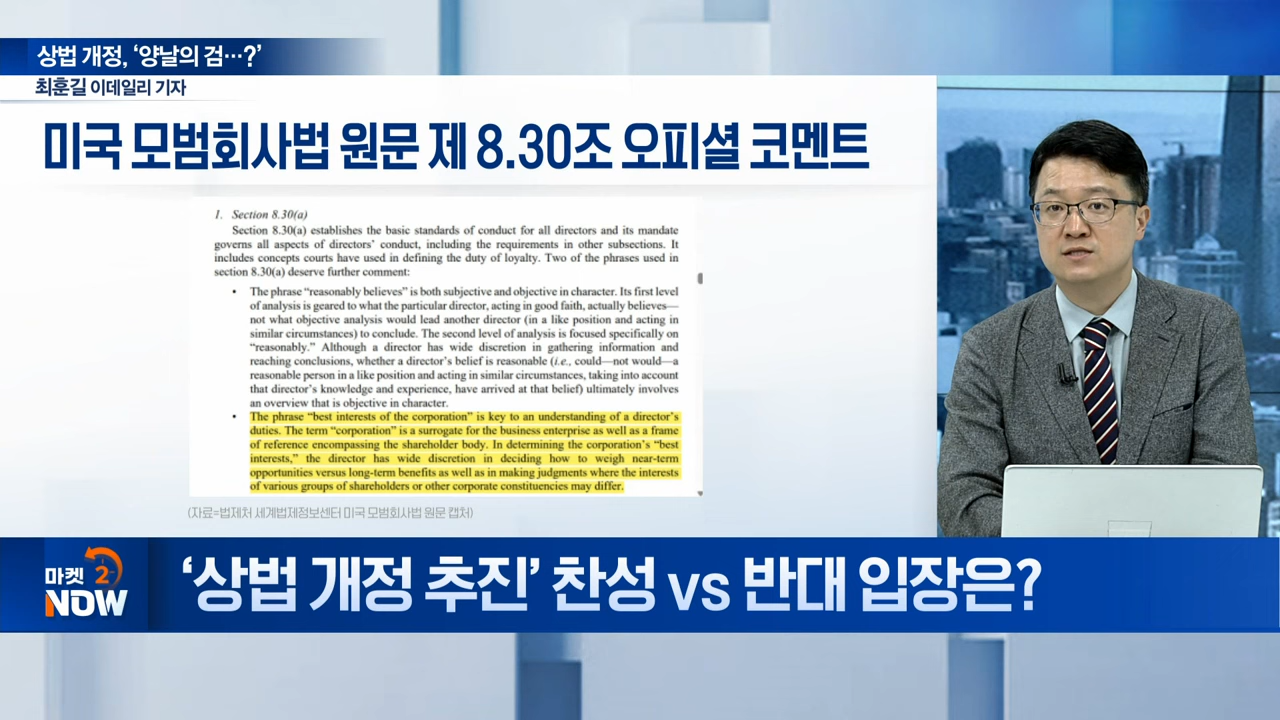 상법 개정, ‘양날의 검…?’
최훈길 이데일리 기자
미국 모범회사법 원문 제 8.30조 오피셜 코멘트
1. Section 8.30(a)
Section 8.30(a) establishes the basic standards of conduct for all directors and its mandate
governs all aspects of directors’ conduct, including the requirements in other subsections. It
includes concepts courts have used in defining the duty of loyalty. Two of the phrases used in
section 8.30(a) deserve further comment:
• The phrase “reasonably believes” is both subjective and objective in character. Its first level
of analysis is geared to what the particular director, acting in good faith, actually believes—
not what objective analysis would lead another director (in a like position and acting in
similar circumstances) to conclude. The second level of analysis is focused specifically on
“reasonably.” Although a director has wide discretion in gathering information and
reaching conclusions, whether a director’s belief is reasonable (i.e., could—not would—a
reasonable person in a like position and acting in similar circumstances, taking into account
that director’s knowledge and experience, have arrived at that belief) ultimately involves
an overview that is objective in character.
• The phrase “best interests of the corporation” is key to an understanding of a director’s
duties. The term “corporation” is a surrogate for the business enterprise as well as a frame
of reference encompassing the shareholder body. In determining the corporation’s “best
interests,” the director has wide discretion in deciding how to weigh near-term
opportunities versus long-term benefits as well as in making judgments where the interests
of various groups of shareholders or other corporate constituencies may differ.
(자료=법제처 세계법제정보센터 미국 모범회사법 원문 캡처)
마켓 2
NOW
‘상법 개정 추진’ 찬성 vs 반대 입장은?